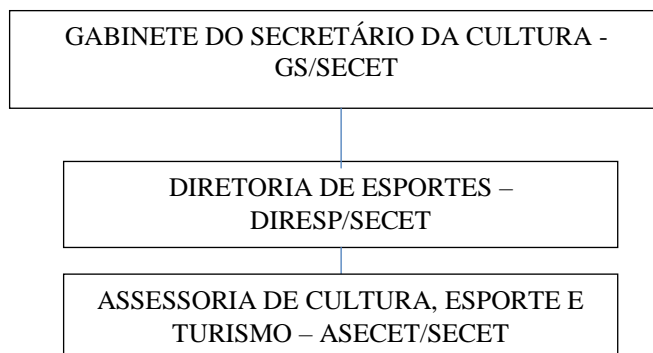 GABINETE DO SECRETÁRIO DA CULTURA -
GS/SECET
DIRETORIA DE ESPORTES –
DIRESP/SECET
ASSESSORIA DE CULTURA, ESPORTE E
TURISMO – ASECET/SECET